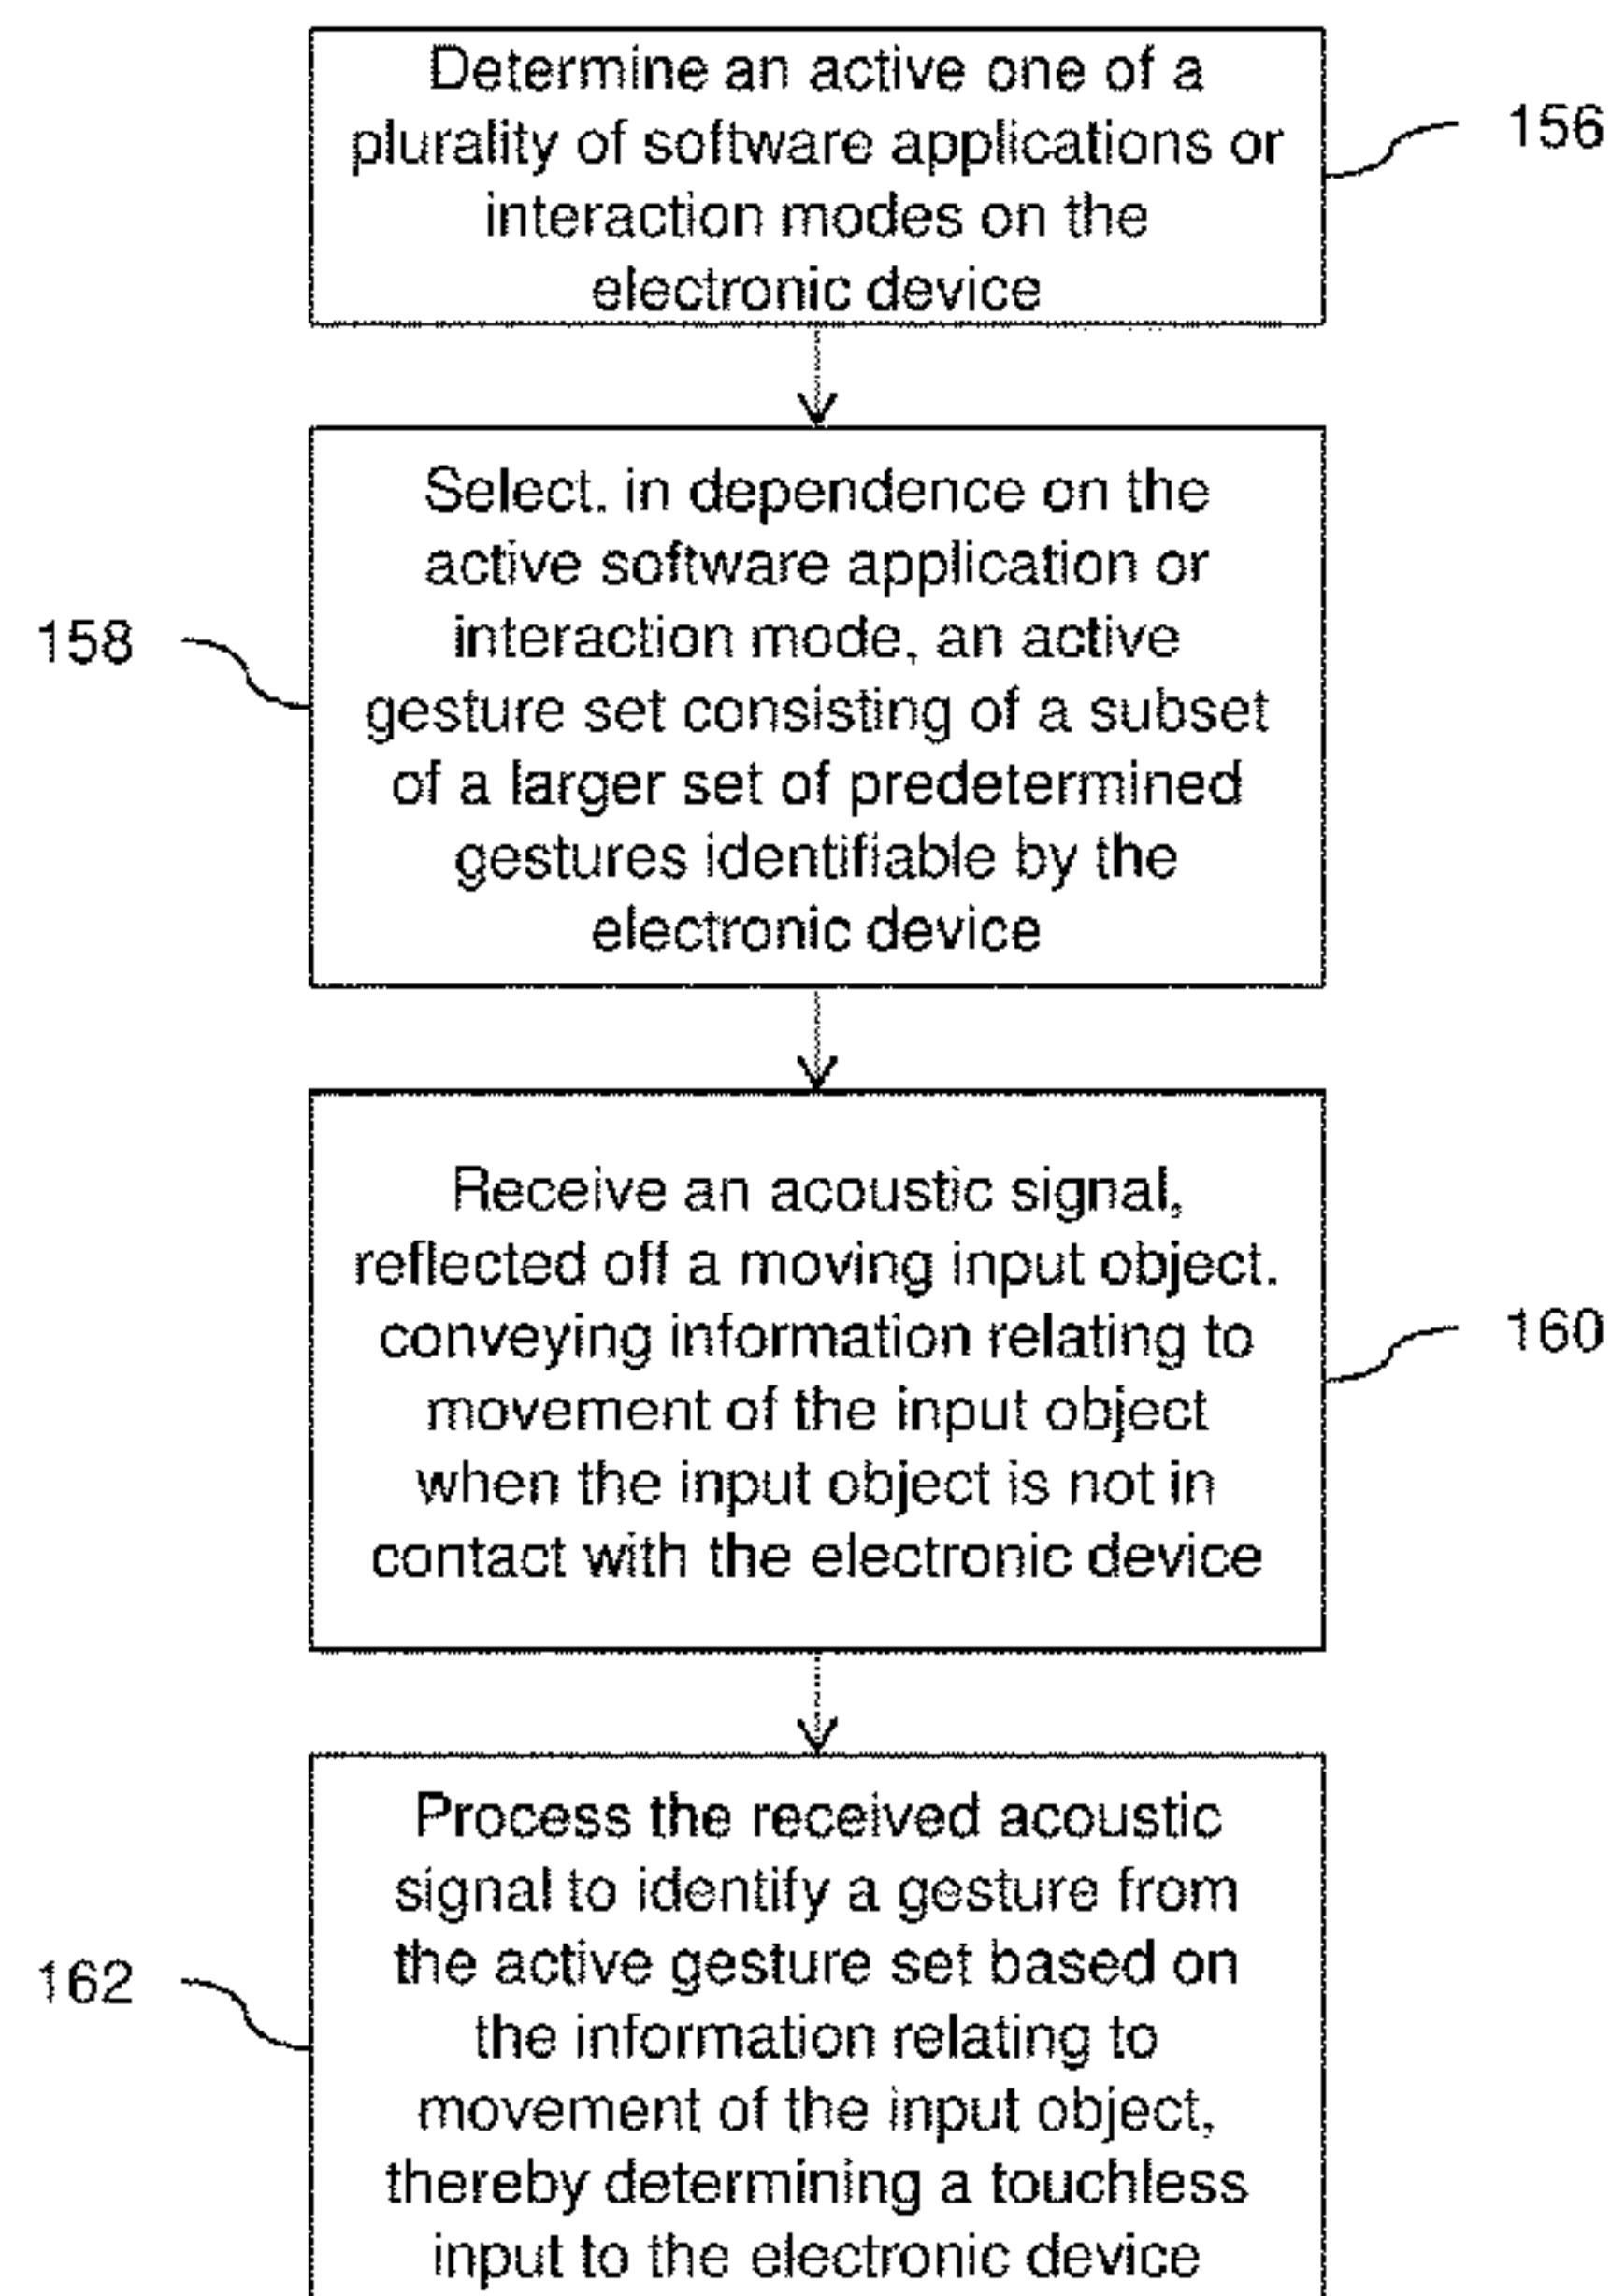 Determine an active one of a
plurality of software applications or
interaction modes on the
electronic device
156
Select. in dependence on the
active software application or
interaction mode, an active
gesture set consisting of a subset
of a larger set of predetermined
gestures identifiable by the
electronic device
158
Receive an acoustic signal,
reflected off a moving input object.
conveying information relating to
movement of the input object
when the input object is not in
contact with the electronic device
160
Process the received acoustic
signal to identify a gesture from
the active gesture set based on
the information relating to
movement of the input object,
thereby determining a touchless
input to the electronic device
162